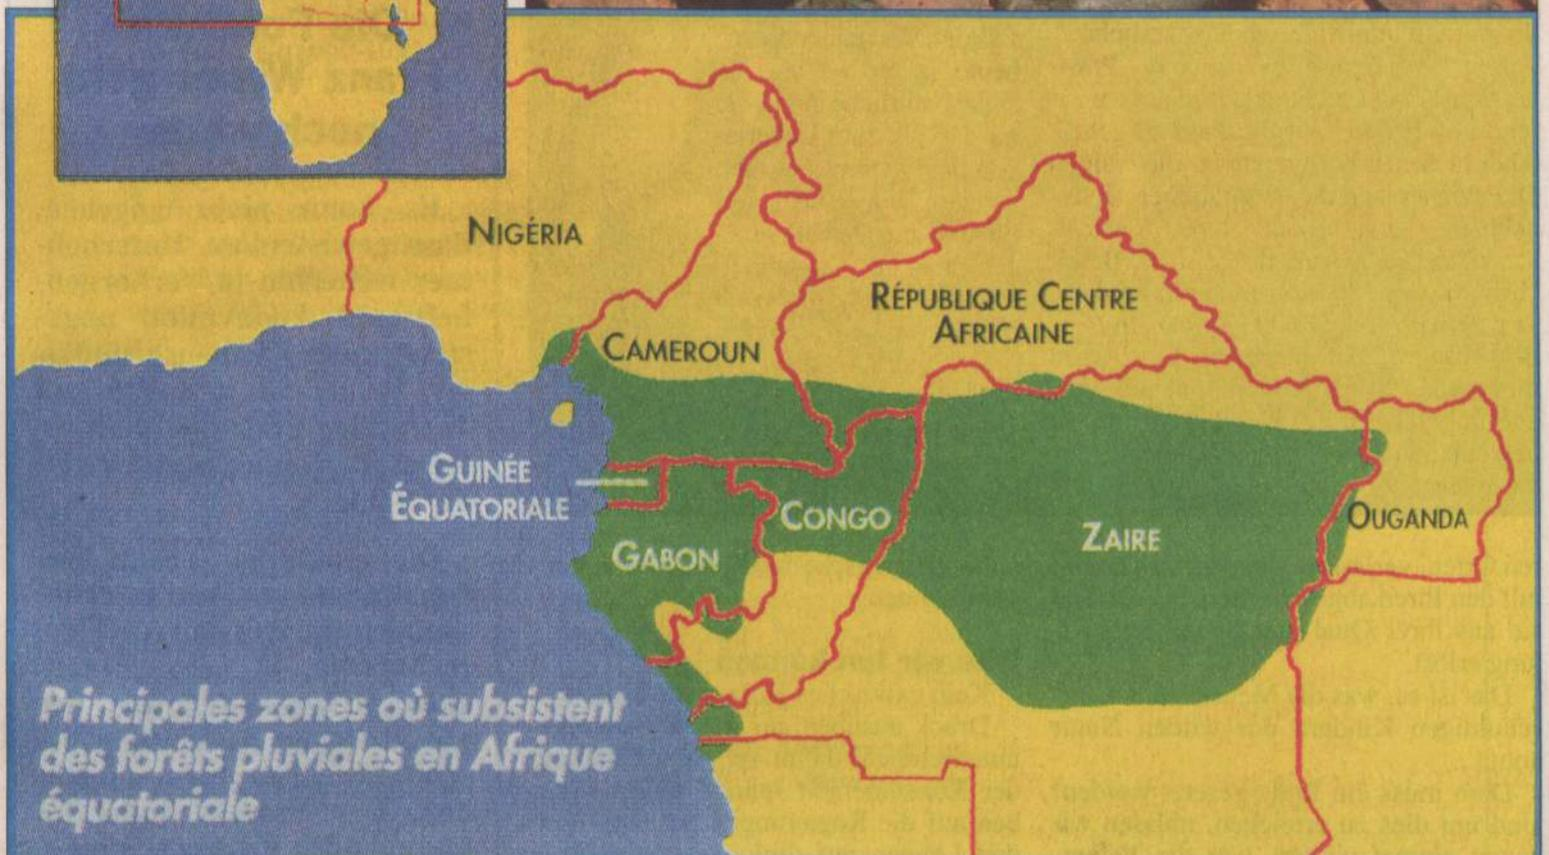 NIGÉRIA
CAMEROUN
RÉPUBLIQUE CENTRE
AFRICAINE
GUINÉE
ÉQUATORIALE
GABON
CONGO
ZAIRE
OUGANDA
Principales zones où subsistent
des forêts pluviales en Afrique
équatoriale